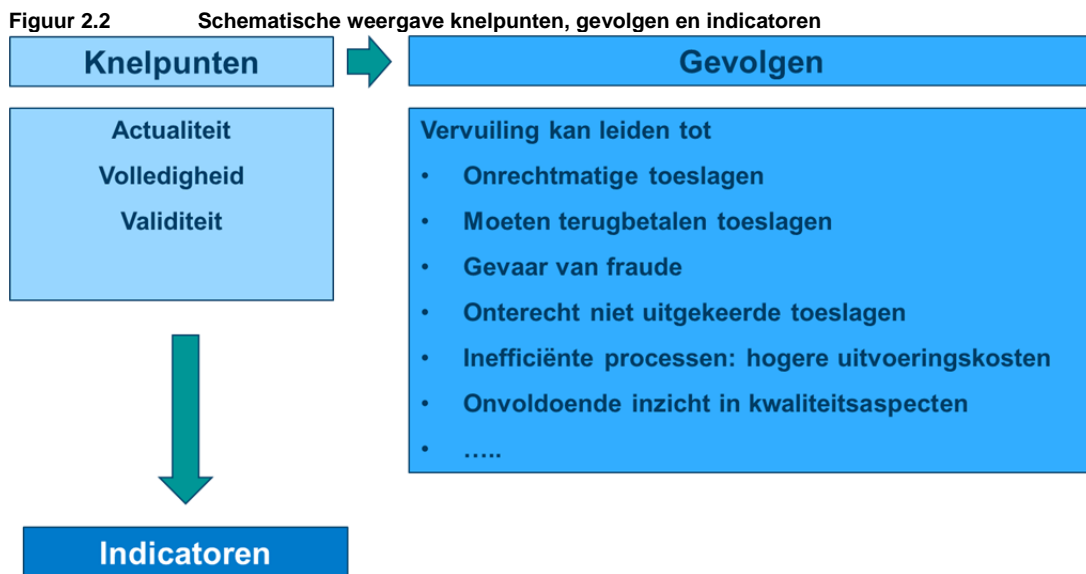 Figuur 2.2 Schematische weergave knelpunten, gevolgen en indicatoren
Knelpunten
Gevolgen
Actualiteit
Volledigheid
Validiteit
Vervuiling kan leiden tot
• Onrechtmatige toeslagen
• Moeten terugbetalen toeslagen
• Gevaar van fraude
• Onterecht niet uitgekeerde toeslagen
• Inefficiënte processen: hogere uitvoeringskosten
• Onvoldoende inzicht in kwaliteitsaspecten
• …..
Indicatoren